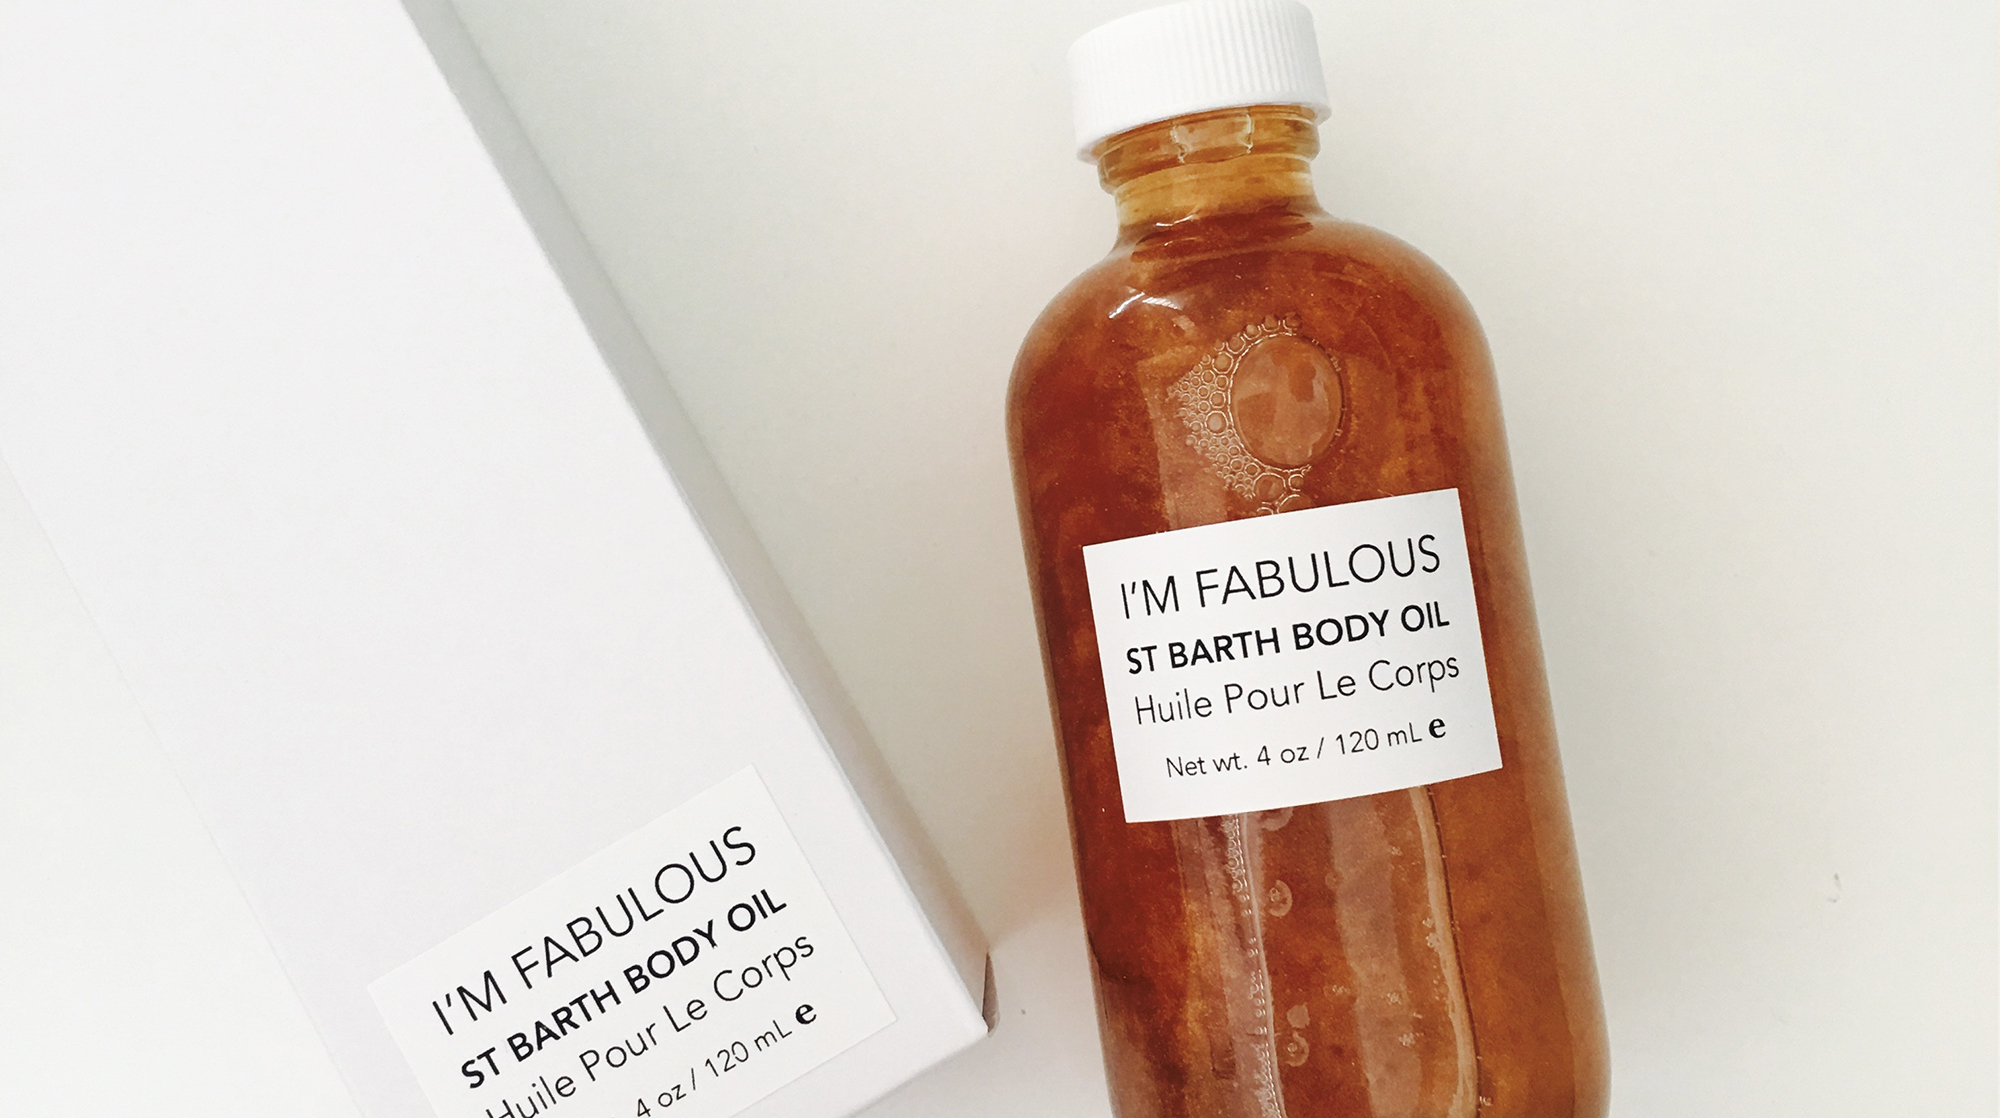 I'M FABULOUS
ST BARTH BODY OIL
Huile Pour Le Corps
Net wt. 4 oz / 120 mL e
I'M FABULOUS
ST BARTH BODY OIL
Huile Pour Le Corps
4 oz / 120 mL e